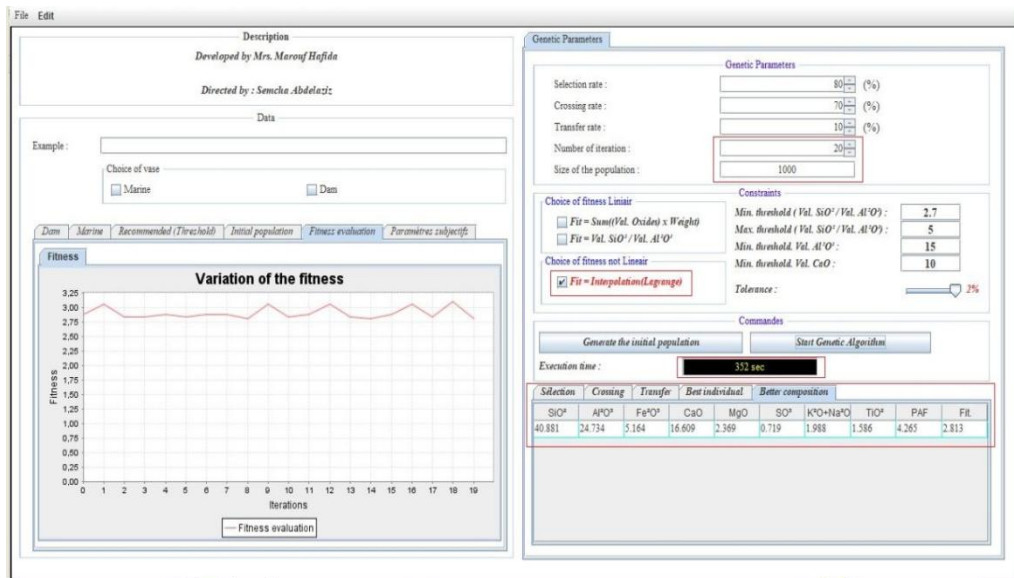 File Edit
Description
Developed by Mrs. Marouf Hafida
Directed by : Semcha Abdelaziz
Data
Example :
Choice of vase
Marine Dam
Dam Marine Recommended (Threshold) Initial population Fitness evaluation Paramètres subjectifs
Fitness
Variation of the fitness
Fitness
3,25
3,00
2,75
2,50
2,25
2,00
1,75
1,50
1,25
1,00
0,75
0,50
0,25
0,00
0 1 2 3 4 5 6 7 8 9 10 11 12 13 14 15 16 17 18 19
Iterations
Fitness evaluation
Genetic Parameters
Genetic Parameters
Selection rate : 80 (%)
Crossing rate : 70 (%)
Transfer rate : 10 (%)
Number of iteration : 20
Size of the population : 1000
Choice of fitness Liniair
Fit = Sum((Val. Oxides) x Weight)
Fit = Val. SiO² / Val. Al²O³
Choice of fitness not Lineair
Fit = Interpolation(Lagrange)
Constraints
Min. threshold ( Vel. SiO² / Vel. Al²O³) : 2.7
Max. threshold ( Vel. SiO² / Vel. Al²O³) : 5
Min. threshold. Vel. Al²O³ : 15
Min. threshold. Vel. CaO : 10
Tolerance : 2%
Commandes
Generate the initial population Start Genetic Algorithm
Execution time : 352 sec
Selection Crossing Transfer Best individual Better composition
SiO² Al²O³ Fe²O³ CaO MgO SO³ K²O+Na²O TiO² PAF Fit.
40.881 24.734 5.164 16.609 2.369 0.719 1.988 1.586 4.265 2.813